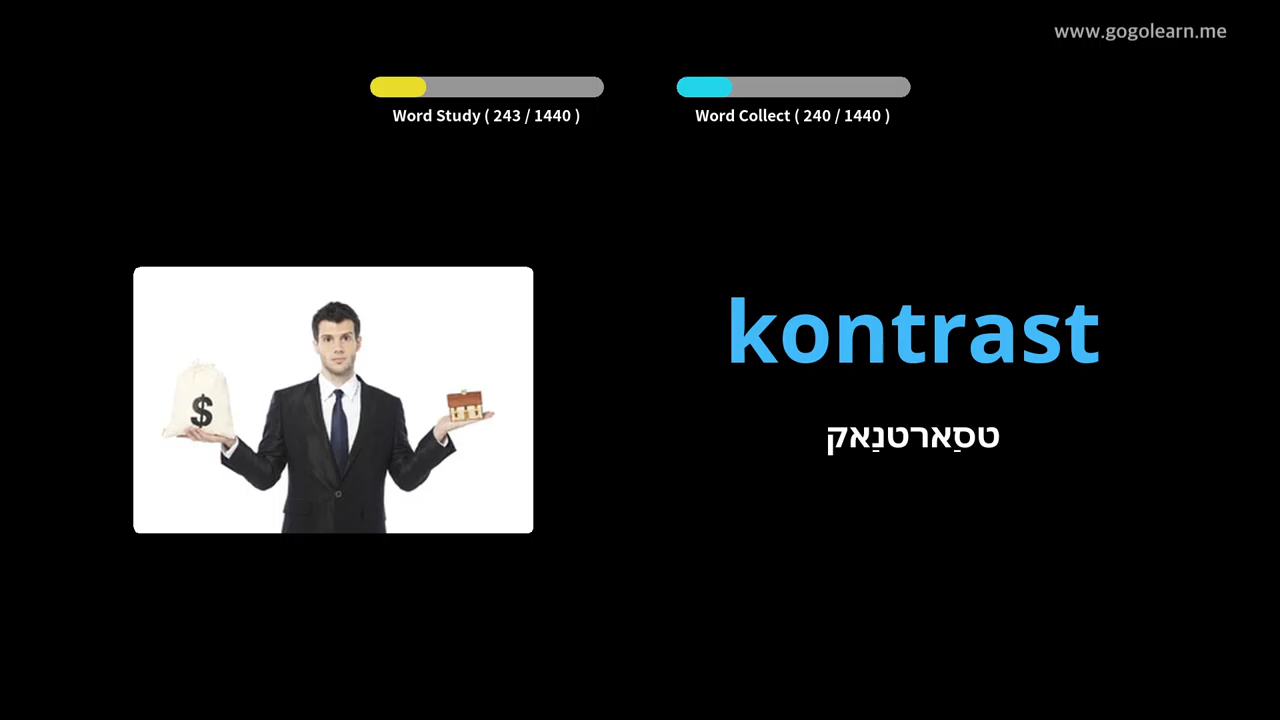 www.gogolearn.me
Word Study ( 243 / 1440 )
Word Collect ( 240 / 1440 )
kontrast
טסַארטנַאק
$